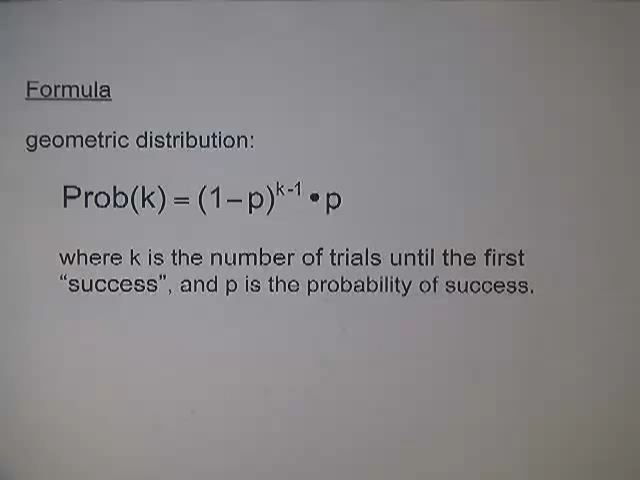 Formula
geometric distribution:
Prob(k) = (1−p)^{k-1} • p
where k is the number of trials until the first
“success”, and p is the probability of success.